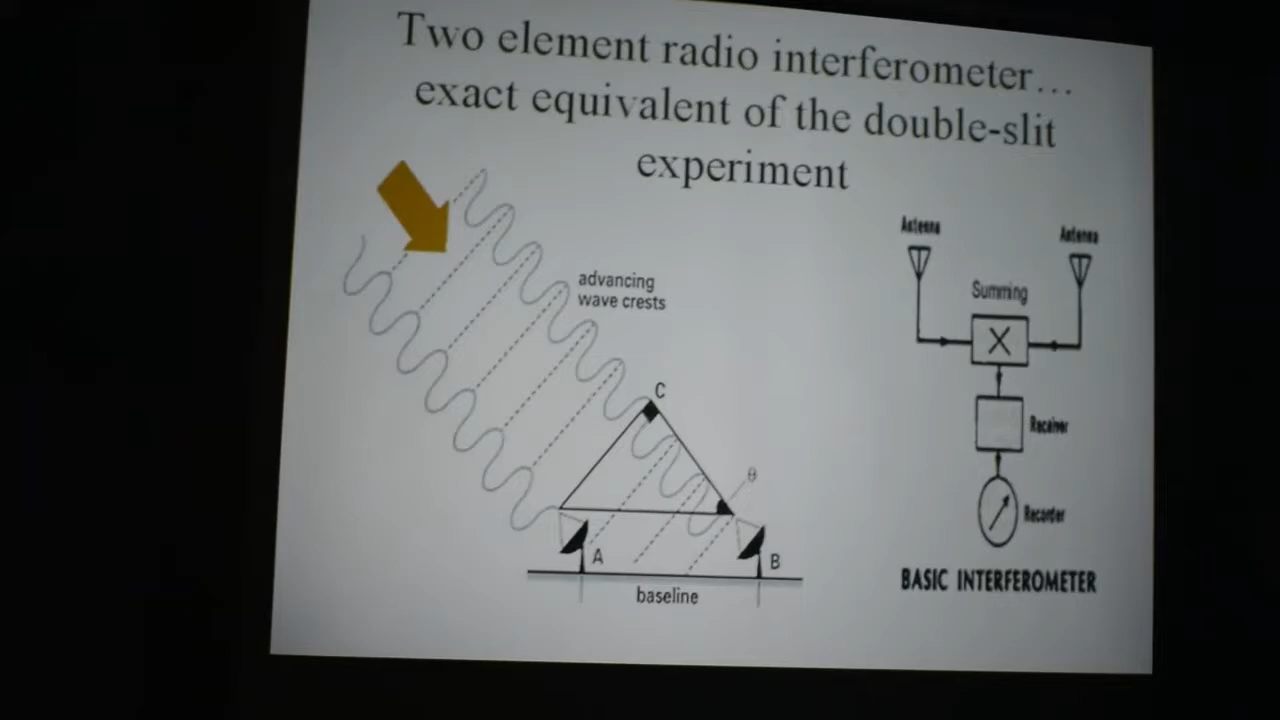 Two element radio interferometer...
exact equivalent of the double-slit
experiment
advancing
wave crests
C
θ
A
B
baseline
Antenna
Antenna
Summing
Receiver
Recorder
BASIC INTERFEROMETER